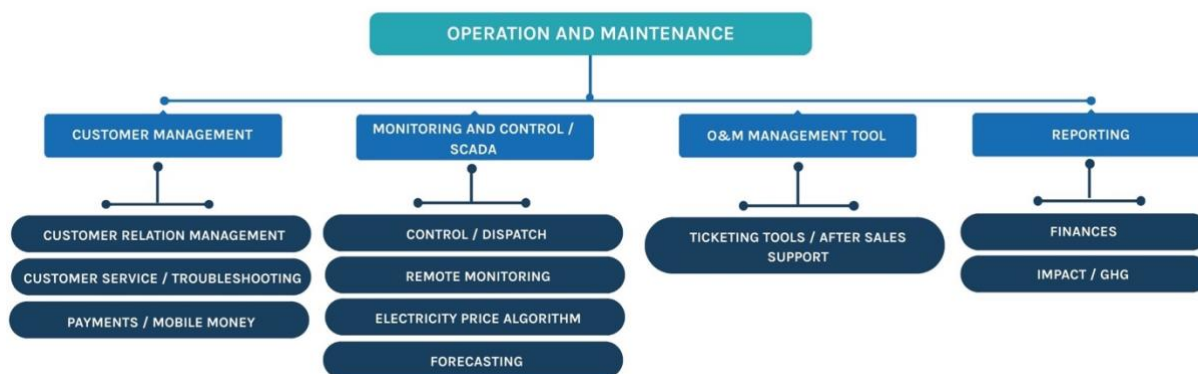 OPERATION AND MAINTENANCE
CUSTOMER MANAGEMENT
MONITORING AND CONTROL /
SCADA
O&M MANAGEMENT TOOL
REPORTING
CUSTOMER RELATION MANAGEMENT
CUSTOMER SERVICE / TROUBLESHOOTING
PAYMENTS / MOBILE MONEY
CONTROL / DISPATCH
REMOTE MONITORING
ELECTRICITY PRICE ALGORITHM
FORECASTING
TICKETING TOOLS / AFTER SALES
SUPPORT
FINANCES
IMPACT / GHG